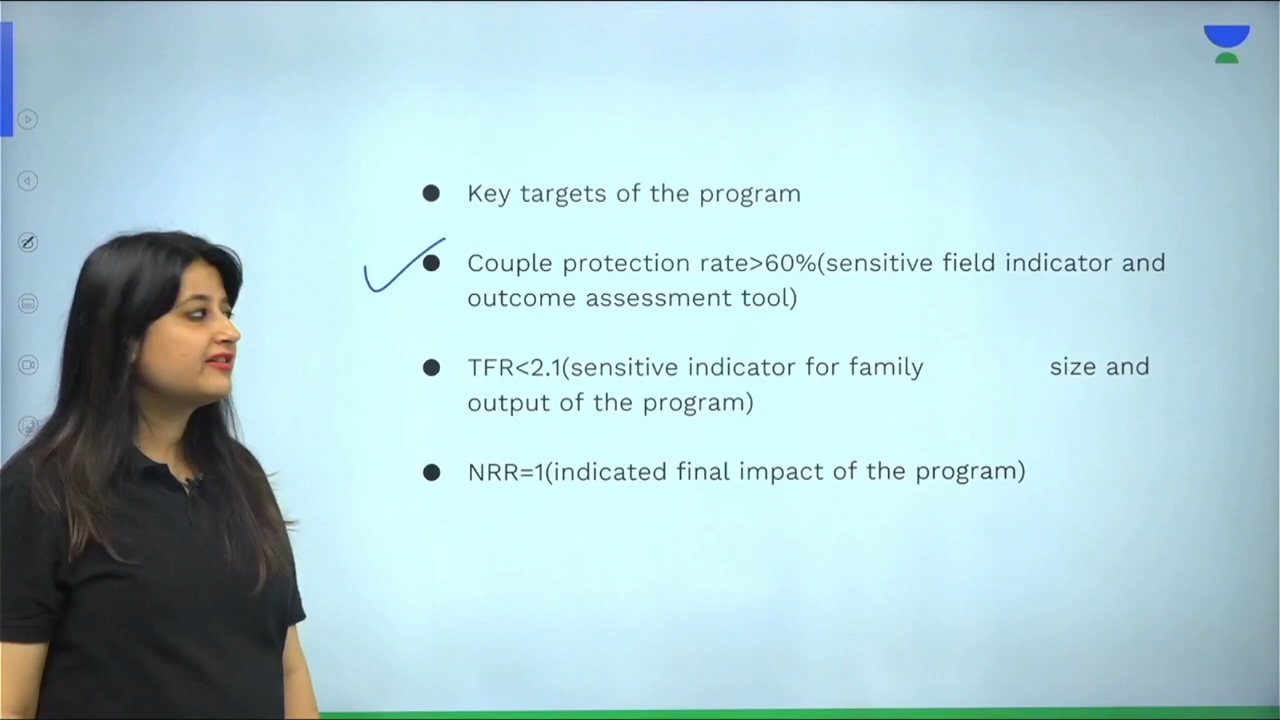 Key targets of the program
Couple protection rate>60%(sensitive field indicator and
outcome assessment tool)
TFR<2.1(sensitive indicator for family size and
output of the program)
NRR=1(indicated final impact of the program)